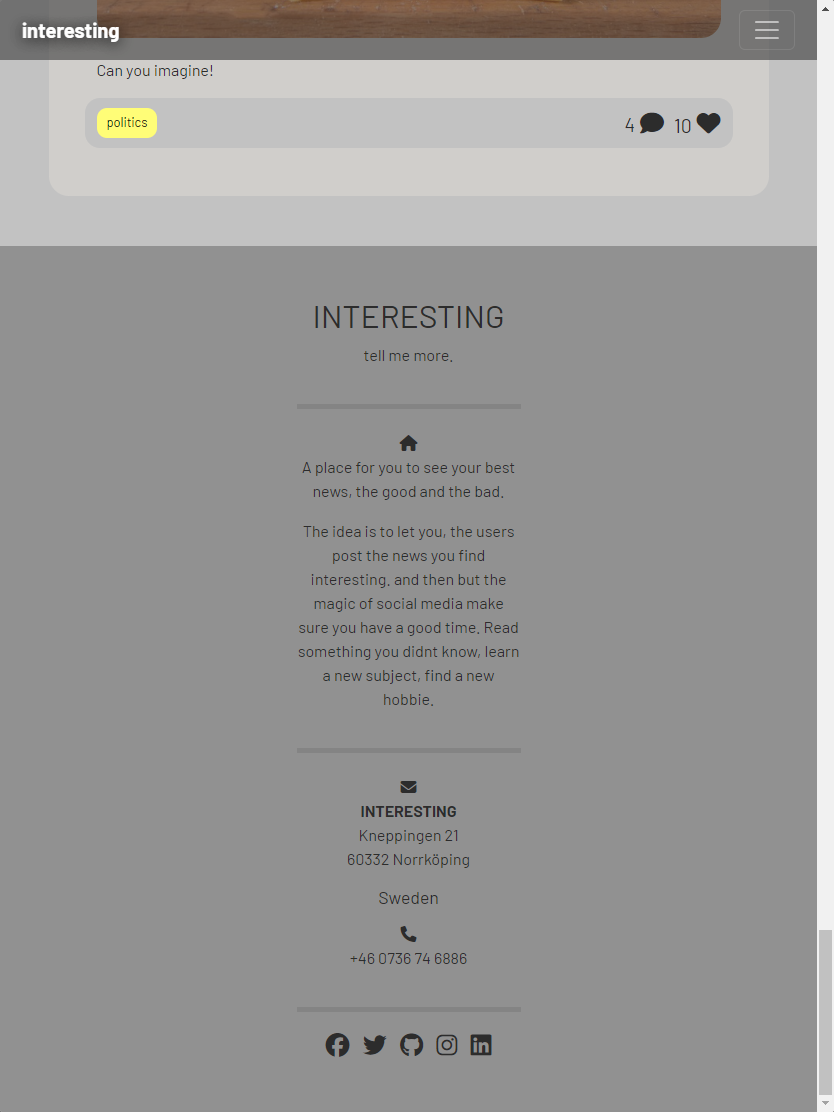 interesting
Can you imagine!
politics
4 10
INTERESTING
tell me more.
A place for you to see your best
news, the good and the bad.
The idea is to let you, the users
post the news you find
interesting. and then but the
magic of social media make
sure you have a good time. Read
something you didnt know, learn
a new subject, find a new
hobbie.
INTERESTING
Kneppingen 21
60332 Norrköping
Sweden
+46 0736 74 6886